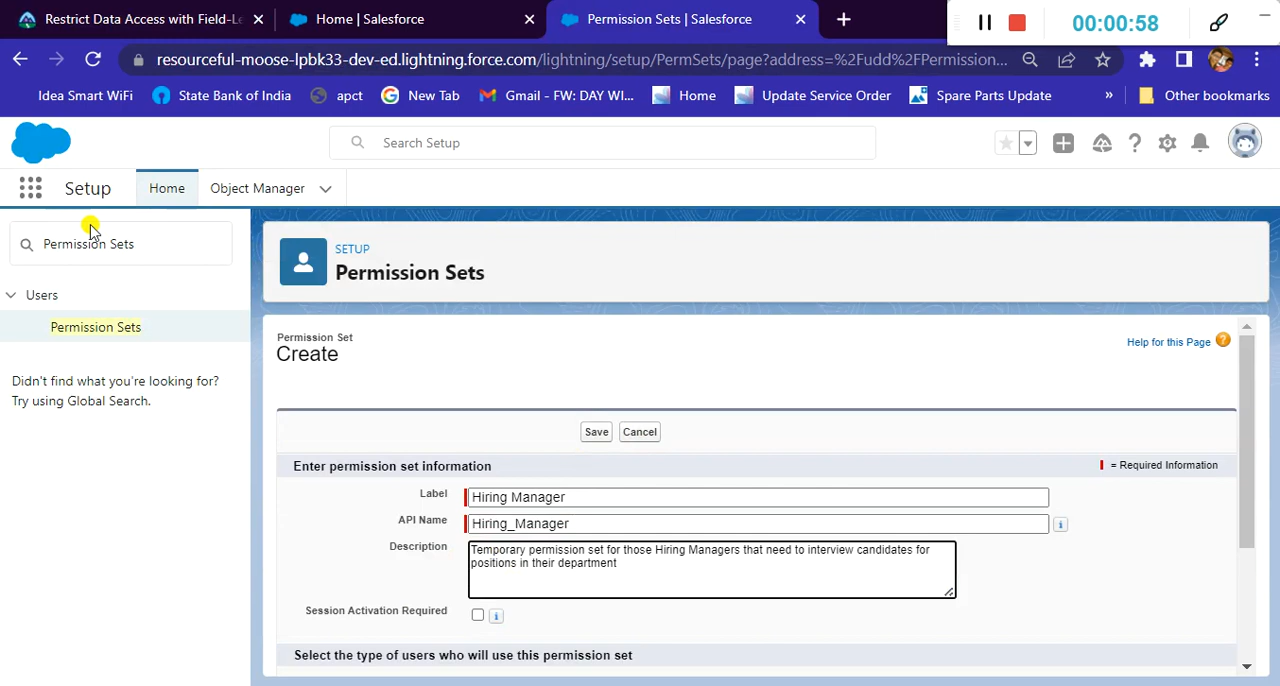 Restrict Data Access with Field-Le
Home | Salesforce
Permission Sets | Salesforce
00:00:58
resourceful-moose-lpbk33-dev-ed.lightning.force.com/lightning/setup/PermSets/page?address=%2Fudd%2FPermission...
Idea Smart WiFi
State Bank of India
apct
New Tab
Gmail - FW: DAY WI...
Home
Update Service Order
Spare Parts Update
»
Other bookmarks
Search Setup
Setup
Home
Object Manager
Permission Sets
Users
Permission Sets
Didn't find what you're looking for?
Try using Global Search.
SETUP
Permission Sets
Permission Set
Create
Help for this Page
Save
Cancel
Enter permission set information
= Required Information
Label
Hiring Manager
API Name
Hiring_Manager
Description
Temporary permission set for those Hiring Managers that need to interview candidates for
positions in their department
Session Activation Required
Select the type of users who will use this permission set